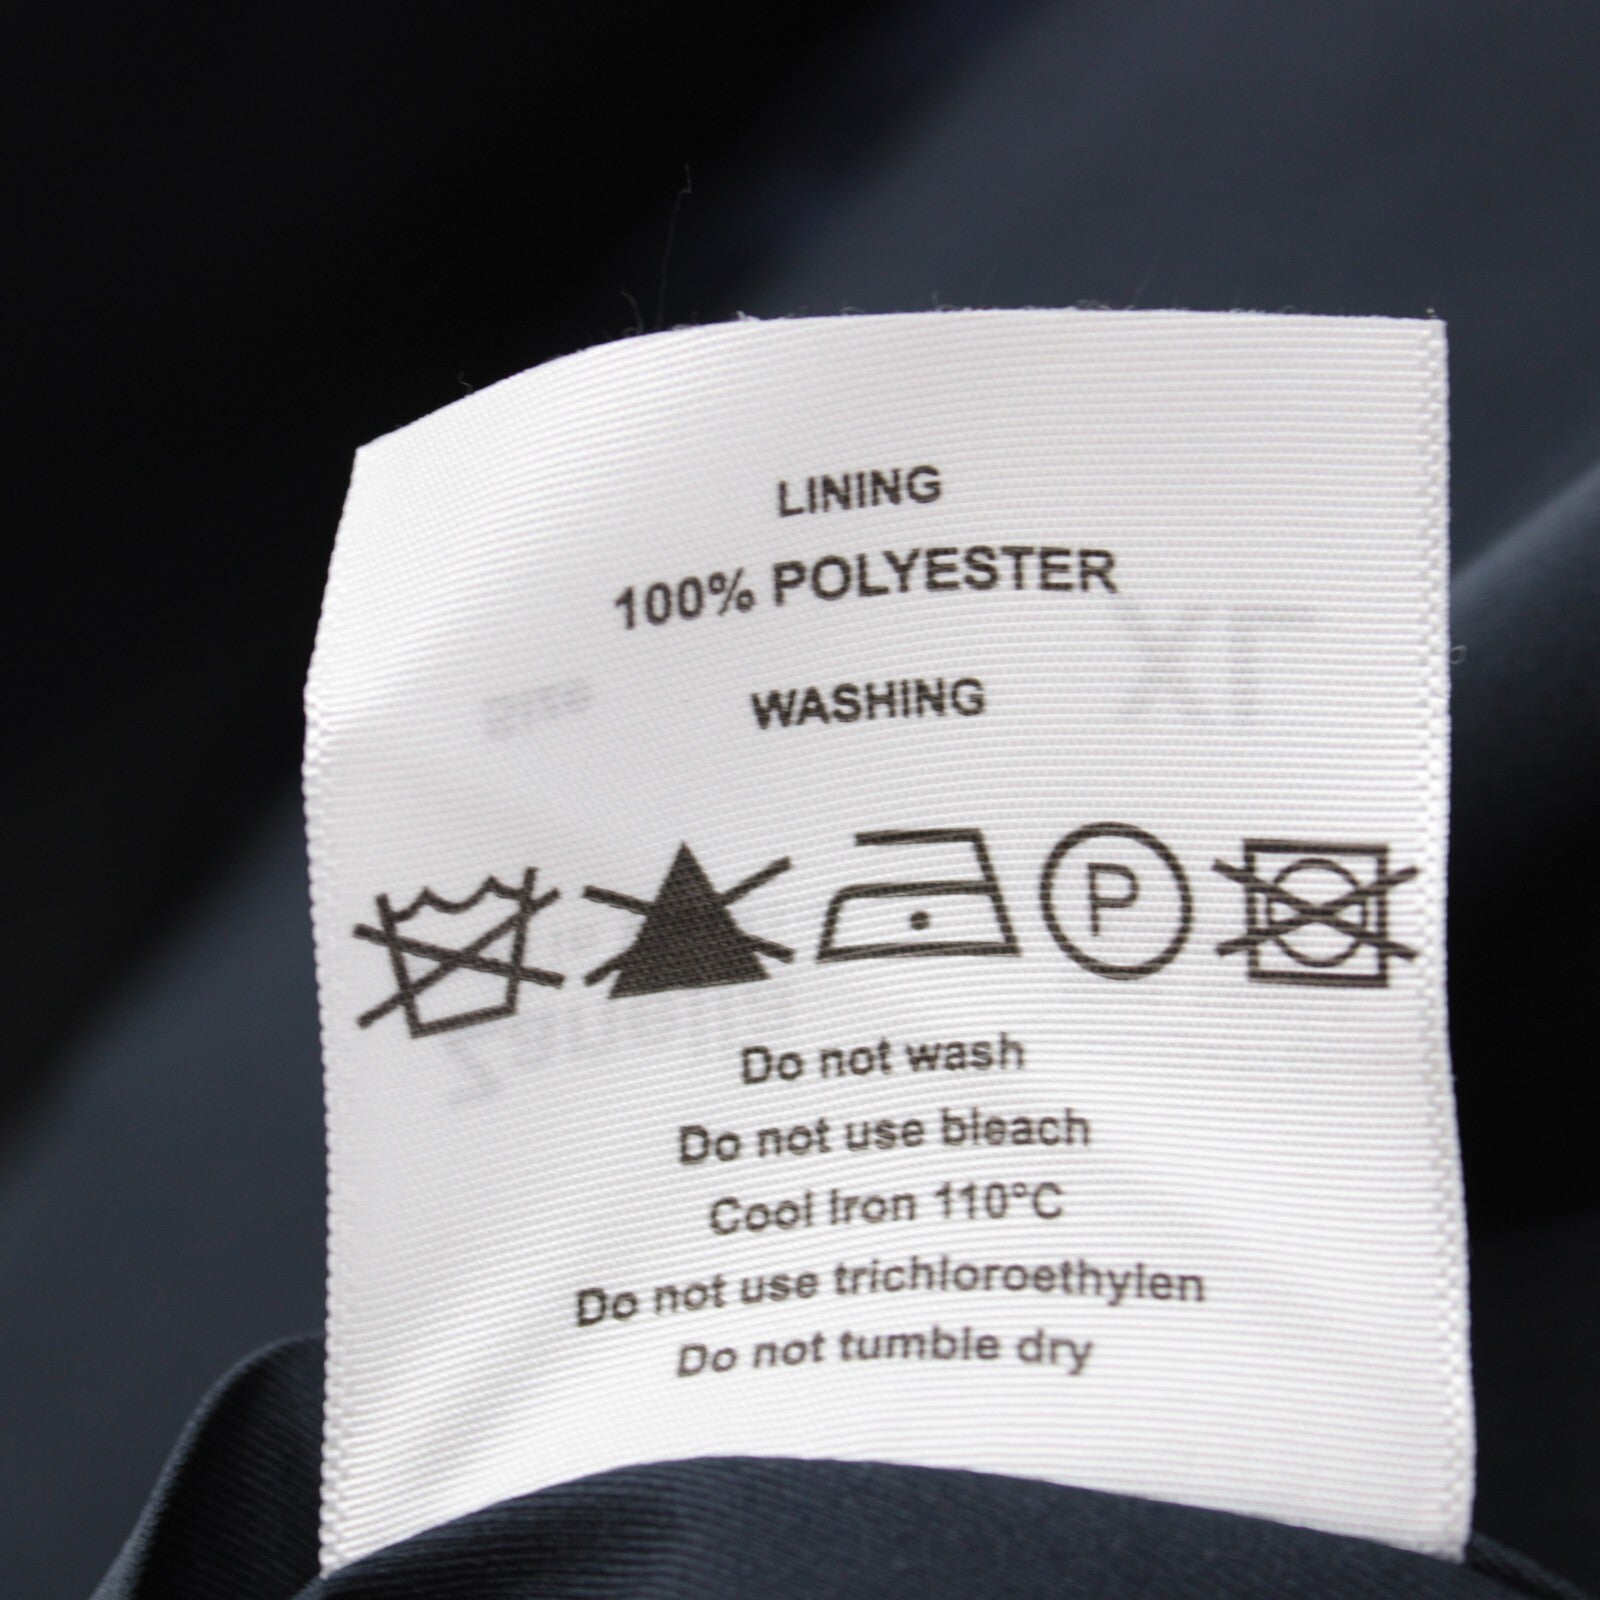 LINING
100% POLYESTER
WASHING
P
Do not wash
Do not use bleach
Cool Iron 110°C
Do not use trichloroethylen
Do not tumble dry